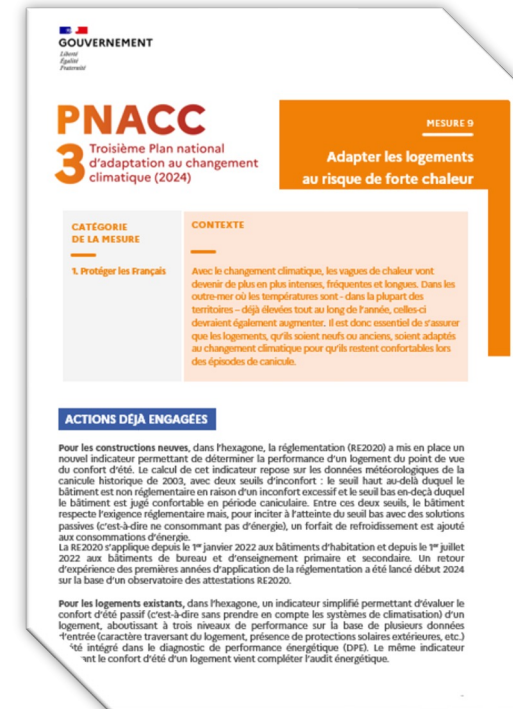 GOUVERNEMENT
Liberté
Égalité
Fraternité
PNACC
3
Troisième Plan national
d'adaptation au changement
climatique (2024)
MESURE 9
Adapter les logements
au risque de forte chaleur
CATÉGORIE
DE LA MESURE
1. Protéger les Français
CONTEXTE
Avec le changement climatique, les vagues de chaleur vont
devenir de plus en plus intenses, fréquentes et longues. Dans les
outre-mer où les températures sont - dans la plupart des
territoires – déjà élevées tout au long de l'année, celles-ci
devraient également augmenter. Il est donc essentiel de s'assurer
que les logements, qu'ils soient neufs ou anciens, soient adaptés
au changement climatique pour qu'ils restent confortables lors
des épisodes de canicule.
ACTIONS DÉJÀ ENGAGÉES
Pour les constructions neuves, dans l'hexagone, la réglementation (RE2020) a mis en place un
nouvel indicateur permettant de déterminer la performance d'un logement du point de vue
du confort d'été. Le calcul de cet indicateur repose sur les données météorologiques de la
canicule historique de 2003, avec deux seuils d'inconfort : le seuil haut au-delà duquel le
bâtiment est non réglementaire en raison d'un inconfort excessif et le seuil bas en-deçà duquel
le bâtiment est jugé confortable en période caniculaire. Entre ces deux seuils, le bâtiment
respecte l'exigence réglementaire mais, pour inciter à l'atteinte du seuil bas avec des solutions
passives (c'est-à-dire ne consommant pas d'énergie), un forfait de refroidissement est ajouté
aux consommations d'énergie.
La RE2020 s'applique depuis le 1er janvier 2022 aux bâtiments d'habitation et depuis le 1er juillet
2022 aux bâtiments de bureau et d'enseignement primaire et secondaire. Un retour
d'expérience des premières années d'application de la réglementation a été lancé début 2024
sur la base d'un observatoire des attestations RE2020.
Pour les logements existants, dans l'hexagone, un indicateur simplifié permettant d'évaluer le
confort d'été passif (c'est-à-dire sans prendre en compte les systèmes de climatisation) d'un
logement, aboutissant à trois niveaux de performance sur la base de plusieurs données
d'entrée (caractère traversant du logement, présence de protections solaires extérieures, etc.)
été intégré dans le diagnostic de performance énergétique (DPE). Le même indicateur
le confort d'été d'un logement vient compléter l'audit énergétique.